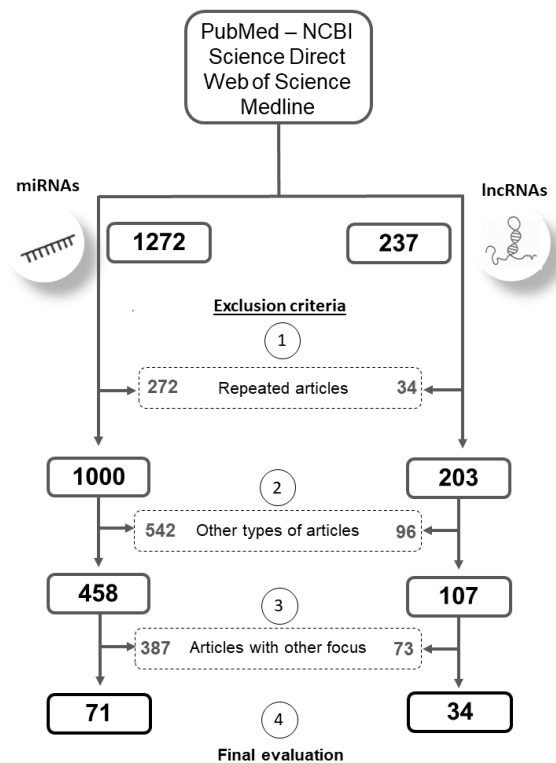 PubMed – NCBI
Science Direct
Web of Science
Medline
miRNAs
lncRNAs
1272
237
Exclusion criteria
1
272 Repeated articles 34
1000
203
2
542 Other types of articles 96
458
107
3
387 Articles with other focus 73
71
34
4
Final evaluation